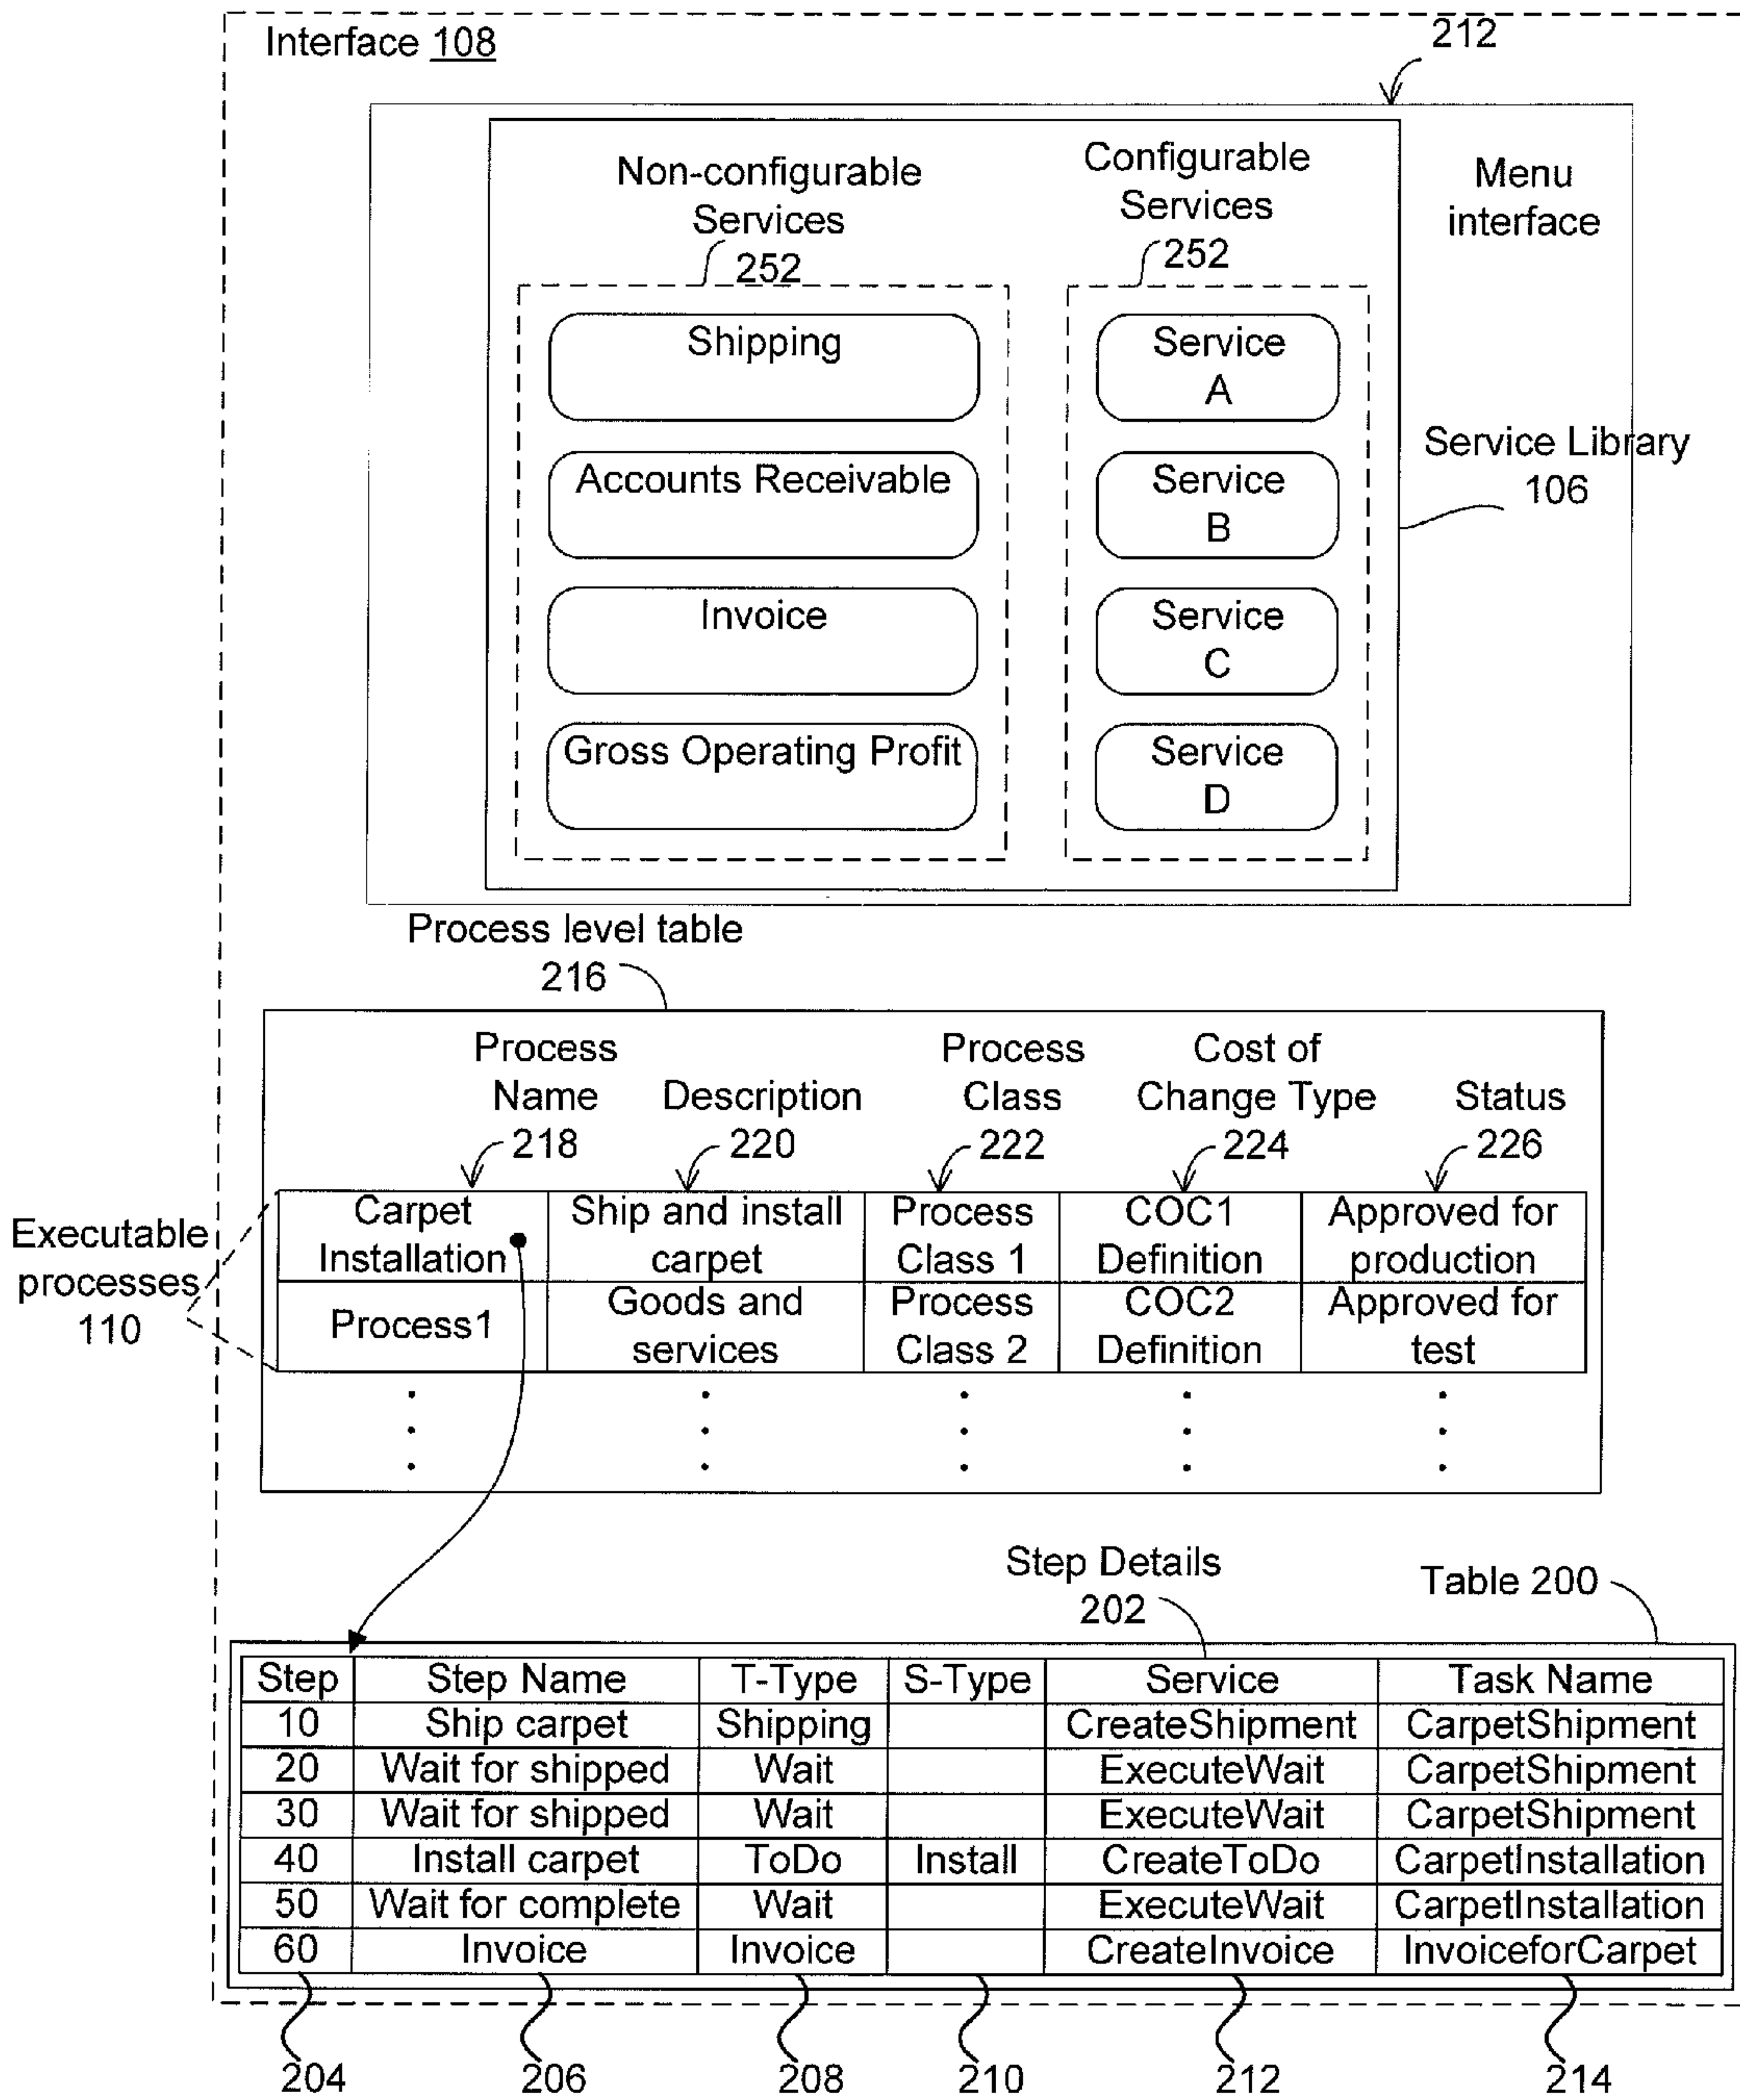 Interface 108
212
Menu
interface
Non-configurable
Services
252
Configurable
Services
252
Shipping
Accounts Receivable
Invoice
Gross Operating Profit
Service
A
Service
B
Service
C
Service
D
Service Library
106
Process level table
216
Process
Name
218
Description
220
Process
Class
222
Cost of
Change Type
224
Status
226
Executable
processes
110
Carpet
Installation
Ship and install
carpet
Process
Class 1
COC1
Definition
Approved for
production
Process1
Goods and
services
Process
Class 2
COC2
Definition
Approved for
test
Step Details
202
Table 200
Step Step Name T-Type S-Type Service Task Name
10 Ship carpet Shipping CreateShipment CarpetShipment
20 Wait for shipped Wait ExecuteWait CarpetShipment
30 Wait for shipped Wait ExecuteWait CarpetShipment
40 Install carpet ToDo Install CreateToDo CarpetInstallation
50 Wait for complete Wait ExecuteWait CarpetInstallation
60 Invoice Invoice CreateInvoice InvoiceforCarpet
204 206 208 210 212 214